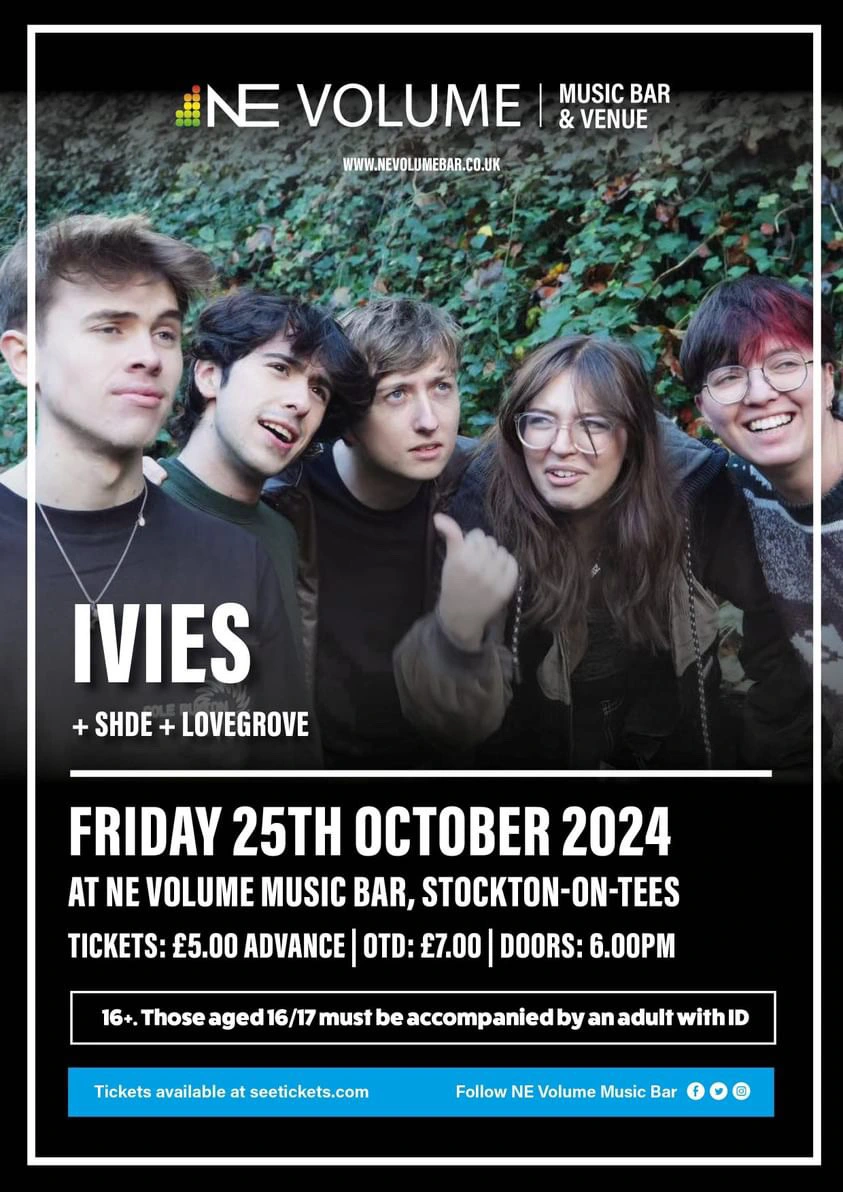 NE VOLUME | MUSIC BAR
& VENUE
WWW.NEVOLUMEBAR.CO.UK
IVIES
+ SHDE + LOVEGROVE
FRIDAY 25TH OCTOBER 2024
AT NE VOLUME MUSIC BAR, STOCKTON-ON-TEES
TICKETS: £5.00 ADVANCE | OTD: £7.00 | DOORS: 6.00PM
16+. Those aged 16/17 must be accompanied by an adult with ID
Tickets available at seetickets.com
Follow NE Volume Music Bar